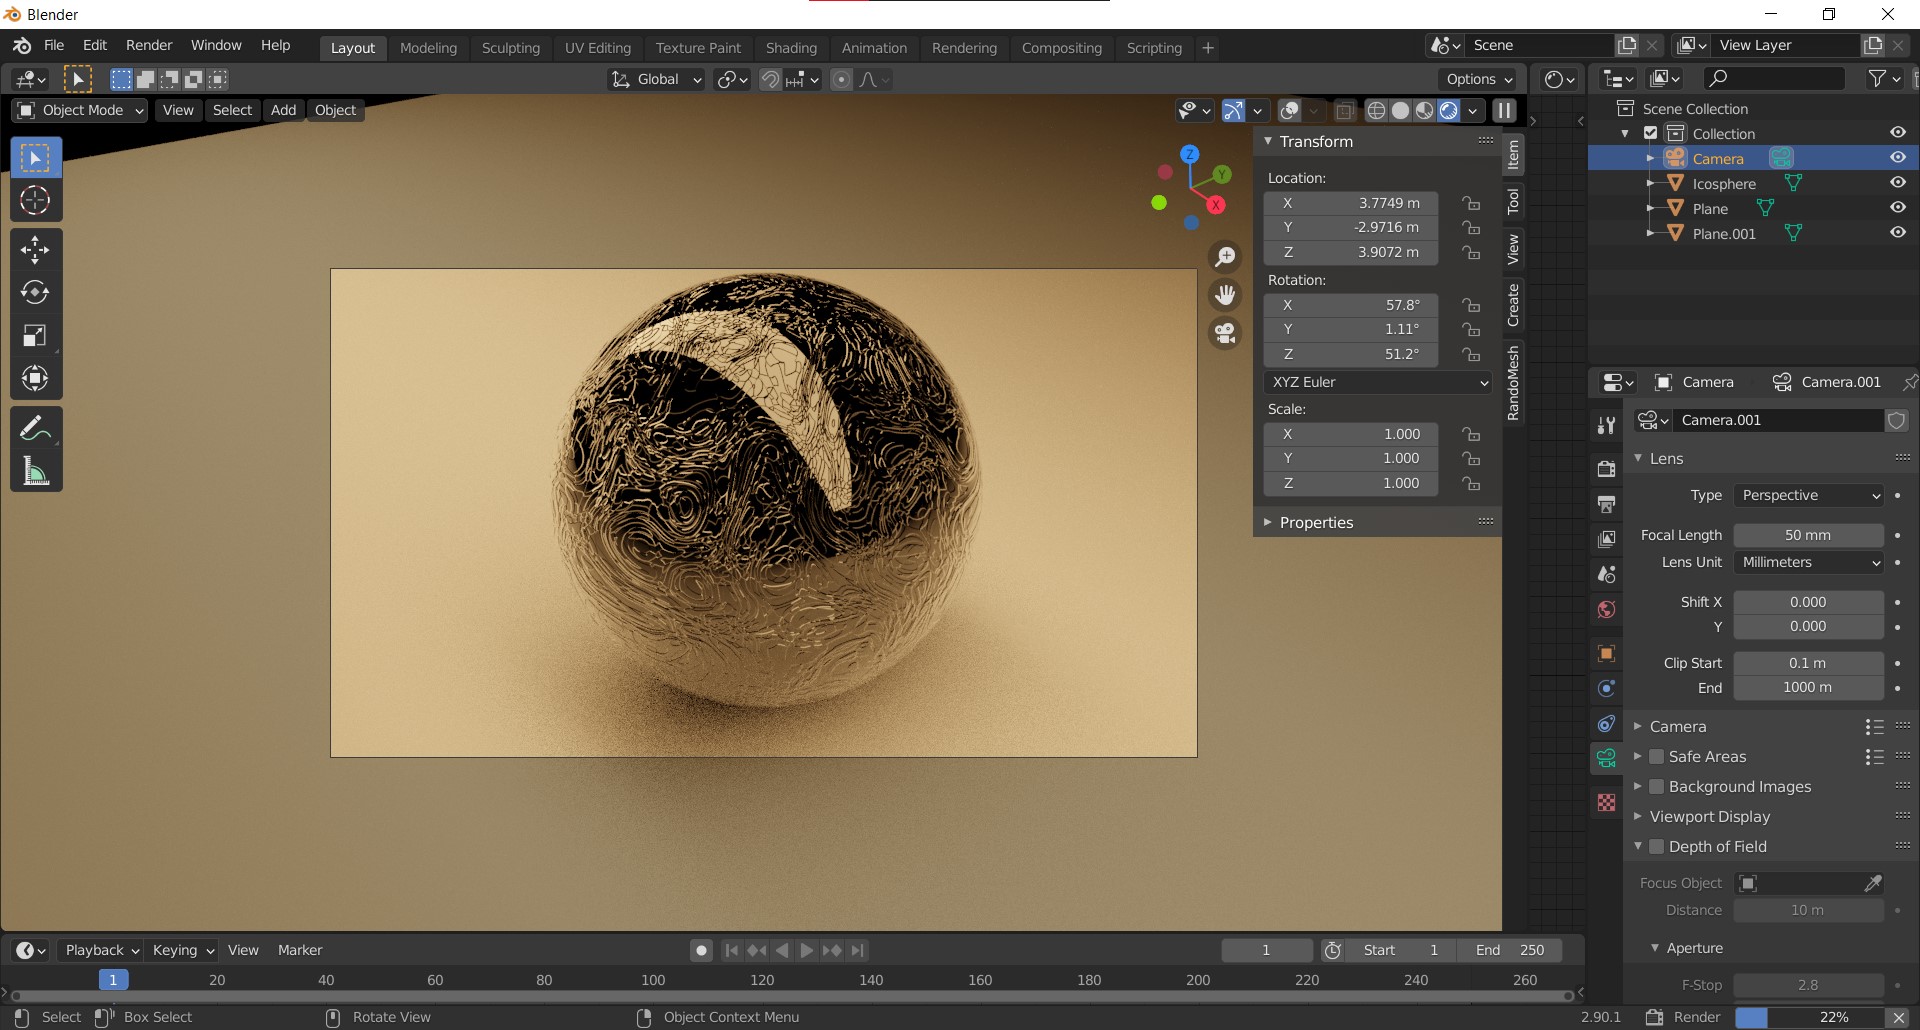 Blender
File Edit Render Window Help Layout Modeling Sculpting UV Editing Texture Paint Shading Animation Rendering Compositing Scripting + Scene View Layer
Global Options
Object Mode View Select Add Object
Scene Collection
Collection
Camera
Icosphere
Plane
Plane.001
Z
Y
X
Transform
Location:
X 3.7749 m
Y -2.9716 m
Z 3.9072 m
Rotation:
X 57.8°
Y 1.11°
Z 51.2°
XYZ Euler
Scale:
X 1.000
Y 1.000
Z 1.000
Properties
Item
Tool
View
Create
RandoMesh
Camera Camera.001
Camera.001
Lens
Type Perspective
Focal Length 50 mm
Lens Unit Millimeters
Shift X 0.000
Y 0.000
Clip Start 0.1 m
End 1000 m
Camera
Safe Areas
Background Images
Viewport Display
Depth of Field
Focus Object
Distance 10 m
Aperture
F-Stop 2.8
Playback Keying View Marker 1 Start 1 End 250
1 20 40 60 80 100 120 140 160 180 200 220 240 260
Select Box Select Rotate View Object Context Menu 2.90.1 Render 22%